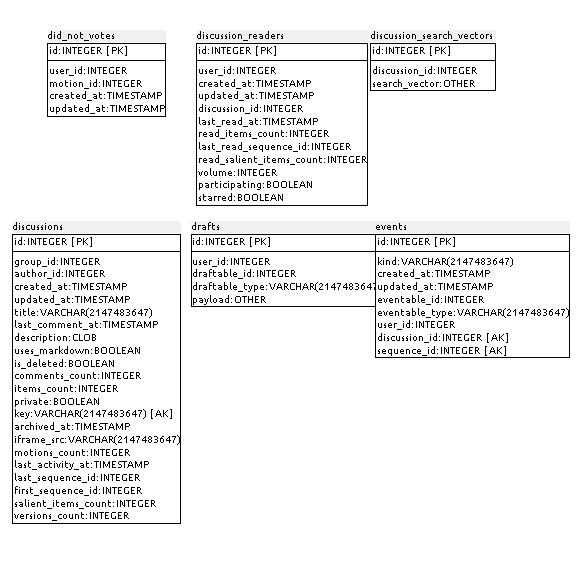 did_not_votes
id:INTEGER [PK]
user_id:INTEGER
motion_id:INTEGER
created_at:TIMESTAMP
updated_at:TIMESTAMP
discussion_readers
id:INTEGER [PK]
user_id:INTEGER
created_at:TIMESTAMP
updated_at:TIMESTAMP
discussion_id:INTEGER
last_read_at:TIMESTAMP
read_items_count:INTEGER
last_read_sequence_id:INTEGER
read_salient_items_count:INTEGER
volume:INTEGER
participating:BOOLEAN
starred:BOOLEAN
discussion_search_vectors
id:INTEGER [PK]
discussion_id:INTEGER
search_vector:OTHER
discussions
id:INTEGER [PK]
group_id:INTEGER
author_id:INTEGER
created_at:TIMESTAMP
updated_at:TIMESTAMP
title:VARCHAR(2147483647)
last_comment_at:TIMESTAMP
description:CLOB
uses_markdown:BOOLEAN
is_deleted:BOOLEAN
comments_count:INTEGER
items_count:INTEGER
private:BOOLEAN
key:VARCHAR(2147483647) [AK]
archived_at:TIMESTAMP
iframe_src:VARCHAR(2147483647)
motions_count:INTEGER
last_activity_at:TIMESTAMP
last_sequence_id:INTEGER
first_sequence_id:INTEGER
salient_items_count:INTEGER
versions_count:INTEGER
drafts
id:INTEGER [PK]
user_id:INTEGER
draftable_id:INTEGER
draftable_type:VARCHAR(2147483647
payload:OTHER
events
id:INTEGER [PK]
kind:VARCHAR(2147483647)
created_at:TIMESTAMP
updated_at:TIMESTAMP
eventable_id:INTEGER
eventable_type:VARCHAR(2147483647)
user_id:INTEGER
discussion_id:INTEGER [AK]
sequence_id:INTEGER [AK]